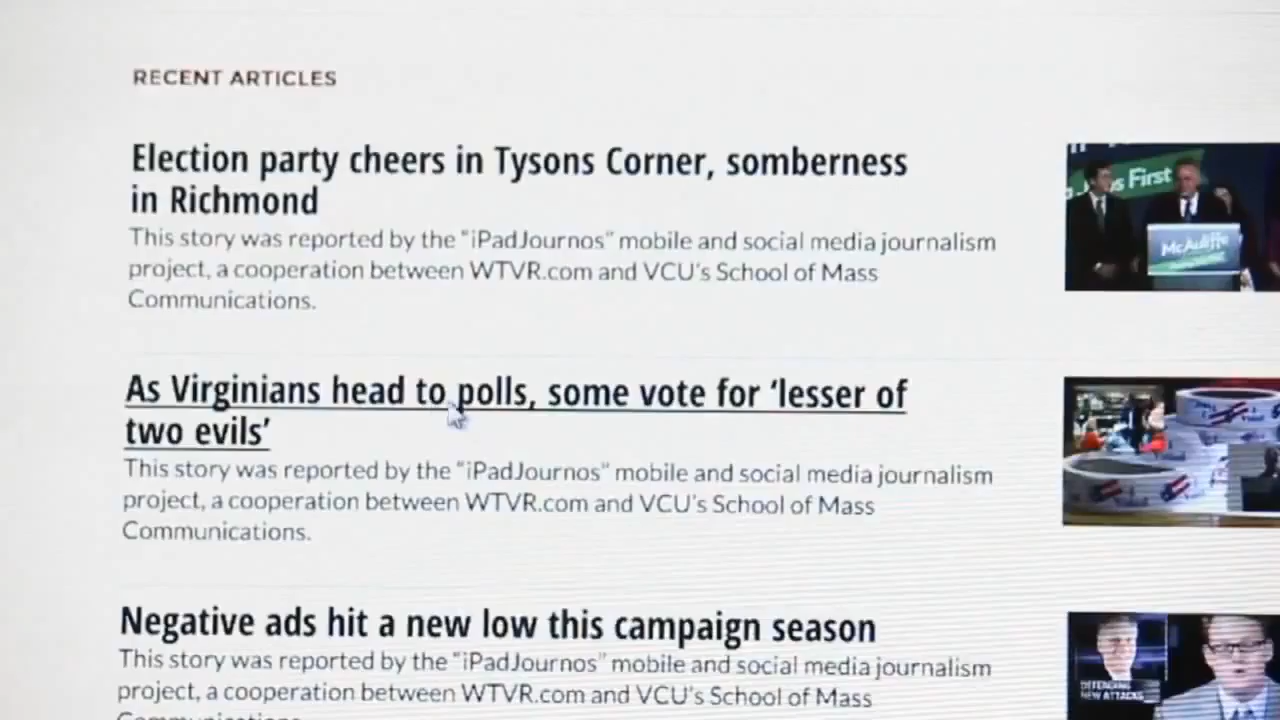 RECENT ARTICLES
Election party cheers in Tysons Corner, somberness
in Richmond
This story was reported by the "iPadJournos" mobile and social media journalism
project, a cooperation between WTVR.com and VCU's School of Mass
Communications.
First
McAuliffe
As Virginians head to polls, some vote for ‘lesser of
two evils’
This story was reported by the "iPadJournos" mobile and social media journalism
project, a cooperation between WTVR.com and VCU's School of Mass
Communications.
Negative ads hit a new low this campaign season
This story was reported by the "iPadJournos" mobile and social media journalism
project, a cooperation between WTVR.com and VCU's School of Mass
Communications.
DEFENDING
NEW ATTACKS